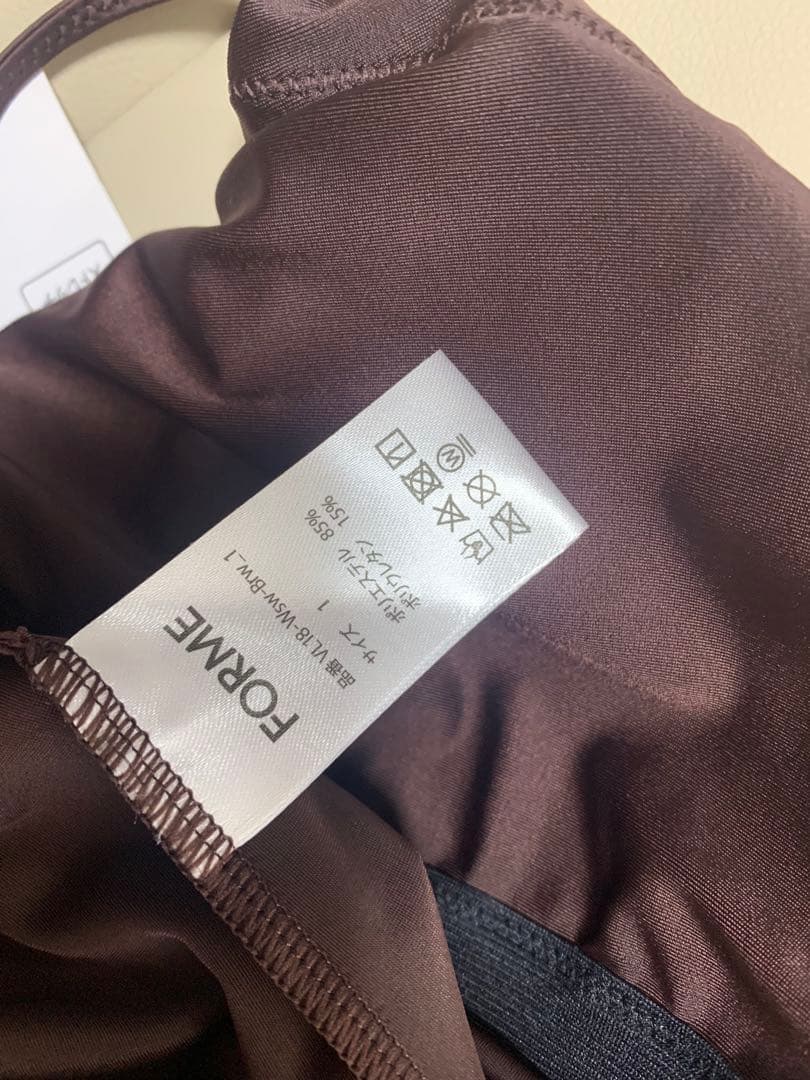 FORME
品番 VL18-Wsw-Brw_1
サイズ 1
ポリエステル 85%
ポリウレタン 15%
W